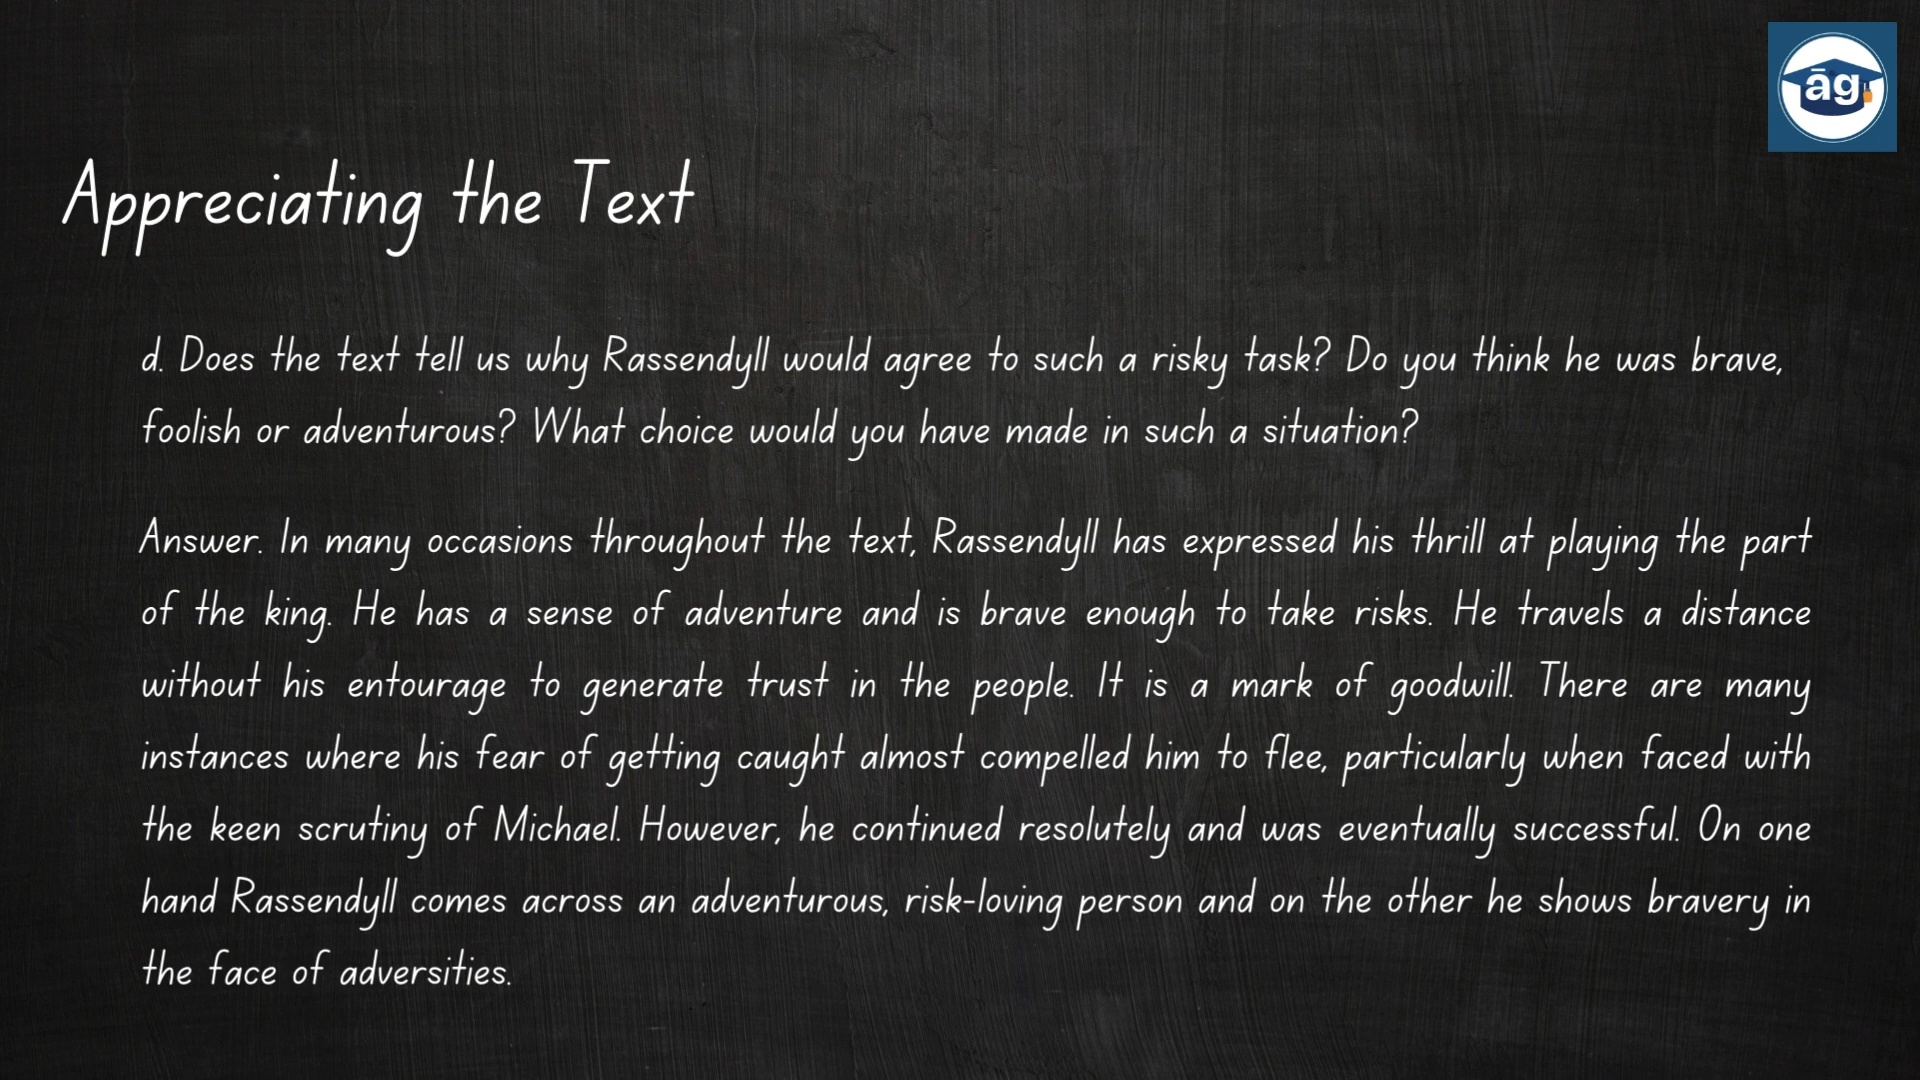 āg
Appreciating the Text
d. Does the text tell us why Rassendyll would agree to such a risky task? Do you think he was brave,
foolish or adventurous? What choice would you have made in such a situation?
Answer. In many occasions throughout the text, Rassendyll has expressed his thrill at playing the part
of the king. He has a sense of adventure and is brave enough to take risks. He travels a distance
without his entourage to generate trust in the people. It is a mark of goodwill. There are many
instances where his fear of getting caught almost compelled him to flee, particularly when faced with
the keen scrutiny of Michael. However, he continued resolutely and was eventually successful. On one
hand Rassendyll comes across an adventurous, risk-loving person and on the other he shows bravery in
the face of adversities.